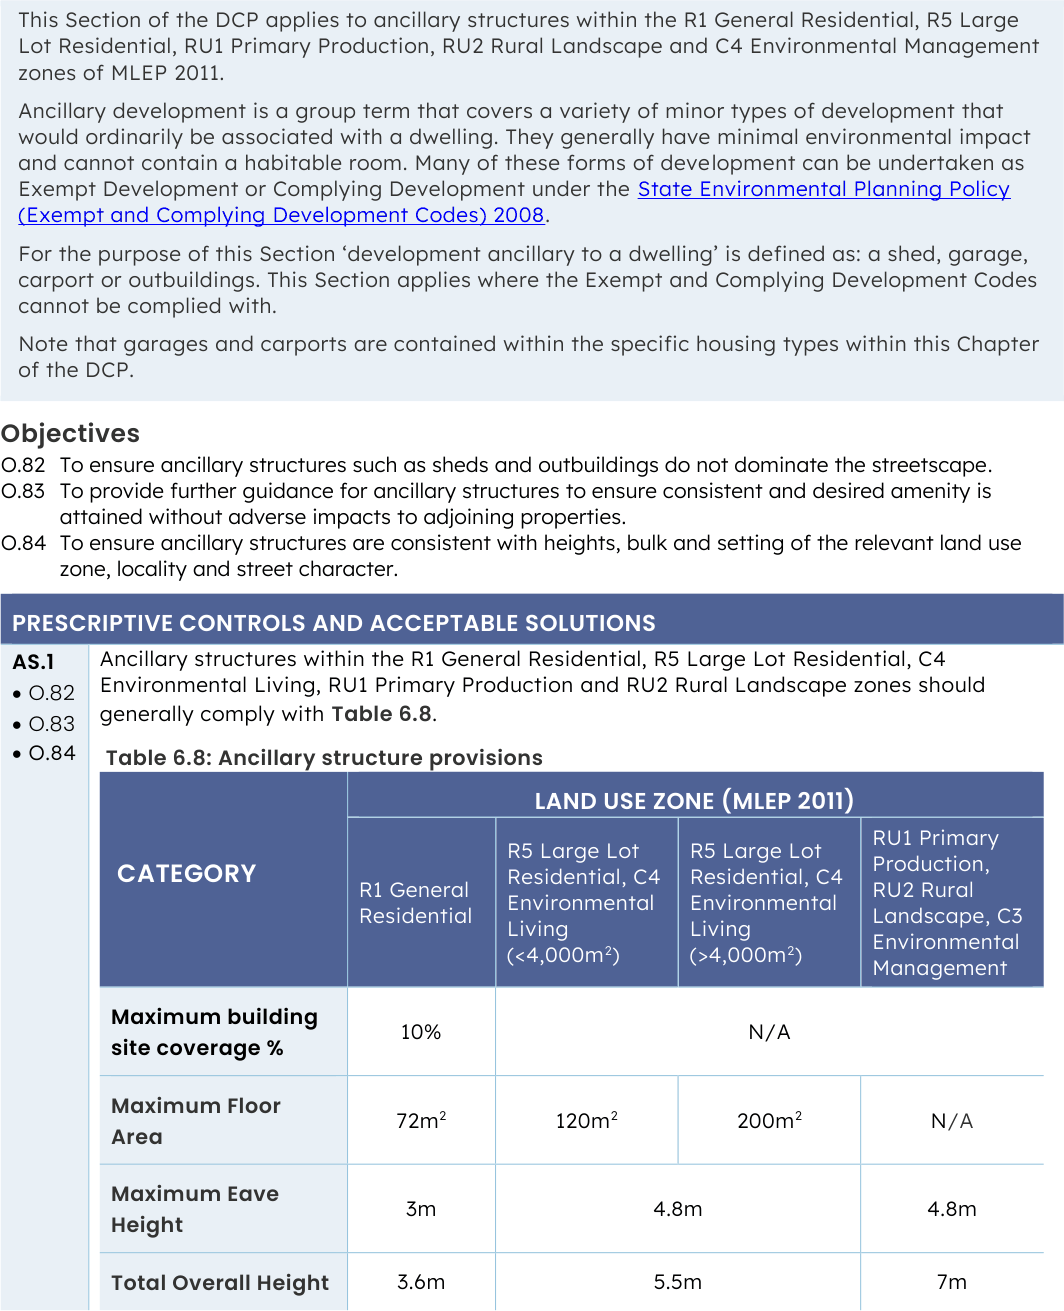 This Section of the DCP applies to ancillary structures within the R1 General Residential, R5 Large
Lot Residential, RU1 Primary Production, RU2 Rural Landscape and C4 Environmental Management
zones of MLEP 2011.
Ancillary development is a group term that covers a variety of minor types of development that
would ordinarily be associated with a dwelling. They generally have minimal environmental impact
and cannot contain a habitable room. Many of these forms of development can be undertaken as
Exempt Development or Complying Development under the State Environmental Planning Policy
(Exempt and Complying Development Codes) 2008.
For the purpose of this Section ‘development ancillary to a dwelling’ is defined as: a shed, garage,
carport or outbuildings. This Section applies where the Exempt and Complying Development Codes
cannot be complied with.
Note that garages and carports are contained within the specific housing types within this Chapter
of the DCP.
Objectives
O.82 To ensure ancillary structures such as sheds and outbuildings do not dominate the streetscape.
O.83 To provide further guidance for ancillary structures to ensure consistent and desired amenity is
attained without adverse impacts to adjoining properties.
O.84 To ensure ancillary structures are consistent with heights, bulk and setting of the relevant land use
zone, locality and street character.
PRESCRIPTIVE CONTROLS AND ACCEPTABLE SOLUTIONS
AS.1
• O.82
• O.83
• O.84
Ancillary structures within the R1 General Residential, R5 Large Lot Residential, C4
Environmental Living, RU1 Primary Production and RU2 Rural Landscape zones should
generally comply with Table 6.8.
Table 6.8: Ancillary structure provisions
CATEGORY
LAND USE ZONE (MLEP 2011)
R1 General
Residential
R5 Large Lot
Residential, C4
Environmental
Living
(<4,000m²)
R5 Large Lot
Residential, C4
Environmental
Living
(>4,000m²)
RU1 Primary
Production,
RU2 Rural
Landscape, C3
Environmental
Management
Maximum building
site coverage %
10%
N/A
Maximum Floor
Area
72m²
120m²
200m²
N/A
Maximum Eave
Height
3m
4.8m
4.8m
Total Overall Height
3.6m
5.5m
7m